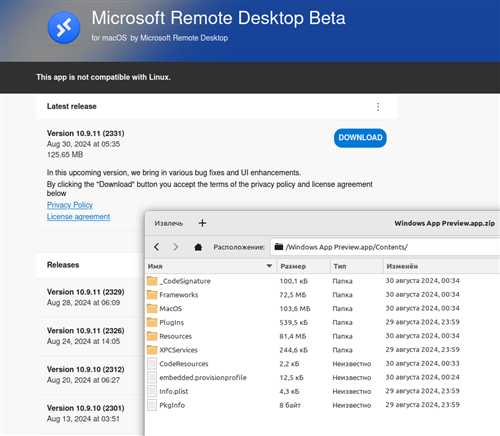 Microsoft Remote Desktop Beta
for macOS by Microsoft Remote Desktop
This app is not compatible with Linux.
Latest release
Version 10.9.11 (2331)
Aug 30, 2024 at 05:35
125.65 MB
DOWNLOAD
In this upcoming version, we bring in various bug fixes and UI enhancements.
By clicking the "Download" button you accept the terms of the privacy policy and license agreement
below
Privacy Policy
License agreement
Releases
Version 10.9.11 (2329)
Aug 28, 2024 at 06:09
Version 10.9.11 (2326)
Aug 24, 2024 at 14:05
Version 10.9.10 (2312)
Aug 20, 2024 at 06:27
Version 10.9.10 (2301)
Aug 13, 2024 at 03:51
Извлечь + Windows App Preview.app.zip
Расположение: /Windows App Preview.app/Contents/
Имя Размер Тип Изменён
_CodeSignature 100,1 кБ Папка 30 августа 2024, 00:34
Frameworks 72,5 МБ Папка 30 августа 2024, 00:34
MacOS 103,6 МБ Папка 30 августа 2024, 00:34
PlugIns 539,5 кБ Папка 29 августа 2024, 23:59
Resources 81,4 МБ Папка 30 августа 2024, 00:33
XPCServices 244,6 кБ Папка 29 августа 2024, 23:59
CodeResources 2,2 кБ Неизвестно 30 августа 2024, 00:33
embedded.provisionprofile 12,5 кБ Неизвестно 30 августа 2024, 00:24
Info.plist 4,3 кБ Неизвестно 29 августа 2024, 23:59
PkgInfo 8 байт Неизвестно 29 августа 2024, 23:59